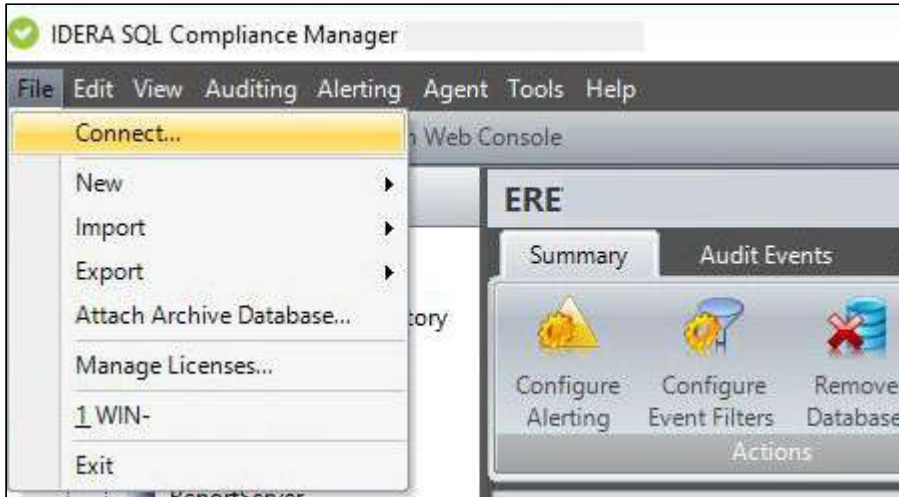 IDERA SQL Compliance Manager
File Edit View Auditing Alerting Agent Tools Help
Connect...
Web Console
New
ERE
Import
Summary Audit Events
Export
Attach Archive Database...
tory
Manage Licenses...
Configure Alerting
Configure Event Filters
Remove Database
1 WIN-
Actions
Exit
ReportServer